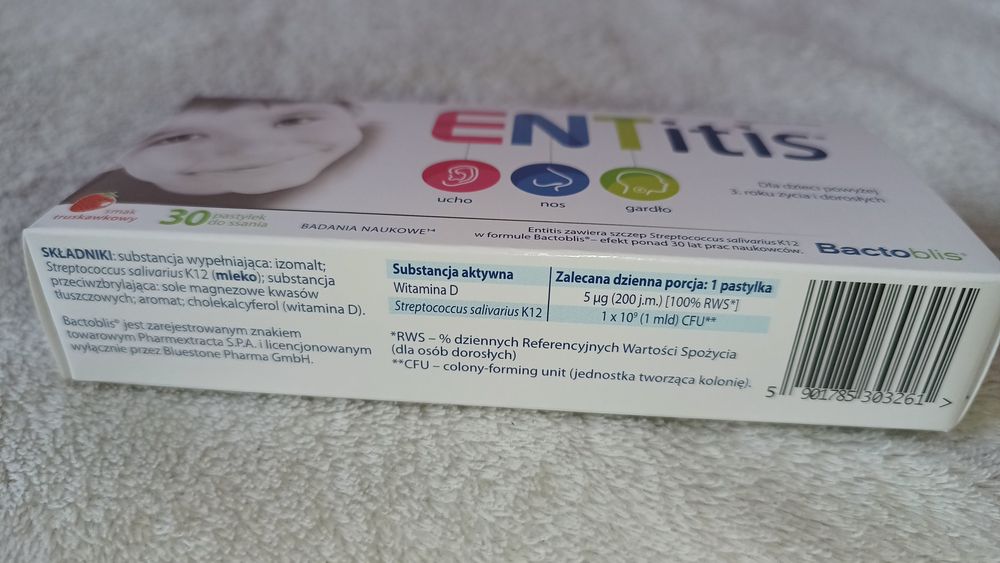 ENTitis
ucho
nos
gardło
Dla dzieci powyżej
3. roku życia i dorosłych
smak
truskawkowy
30 pastylek
do ssania
BADANIA NAUKOWE
Entitis zawiera szczep Streptococcus salivarius K12
w formule Bactoblis® – efekt ponad 30 lat prac naukowców.
Bactoblis®
SKŁADNIKI: substancja wypełniająca: izomalt;
Streptococcus salivarius K12 (mleko); substancja
przeciwzbrylająca: sole magnezowe kwasów
tłuszczowych; aromat; cholekalcyferol (witamina D).
Bactoblis® jest zarejestrowanym znakiem
towarowym Pharmextracta S.P.A. i licencjonowanym
wyłącznie przez Bluestone Pharma GmbH.
Substancja aktywna Zalecana dzienna porcja: 1 pastylka
Witamina D 5 µg (200 j.m.) [100% RWS*]
Streptococcus salivarius K12 1 x 10⁹ (1 mld) CFU**
*RWS – % dziennych Referencyjnych Wartości Spożycia
(dla osób dorosłych)
**CFU – colony-forming unit (jednostka tworząca kolonię).
5 901785 303261 >